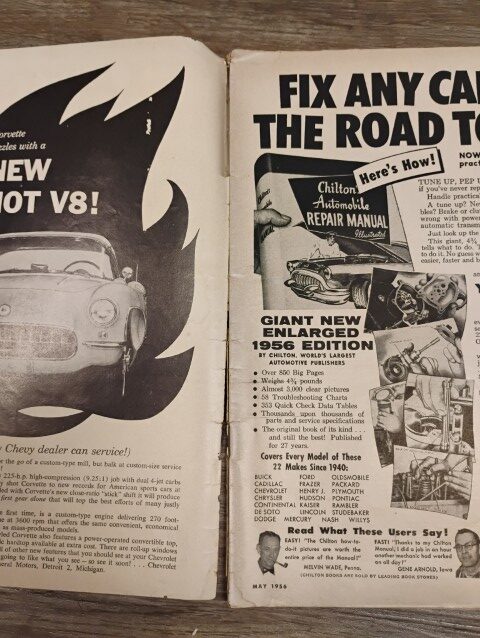 Corvette
zzles with a
NEW
HOT V8!
Chevy dealer can service!)
r the go of a custom-type mill, but balk at custom-size service
225-h.p. high-compression (9.25:1) job with dual 4-jet carbs
shot Corvette to new records for American sports cars at
ed with Corvette's new close-ratio "stick" shift it will produce
first gear alone that will top the best efforts of many justly
first time, is a custom-type engine delivering 270 foot-
e at 3600 rpm that offers the same convenient, economical
as mass-produced models.
red Corvette also features a power-operated convertible top,
hardtop available at extra cost. There are roll-up windows
l of other new features that you should see at your Chevrolet
going to like what you see – so see it soon! . . . Chevrolet
eral Motors, Detroit 2, Michigan.
FIX ANY CA
THE ROAD TO
Here's How!
NOW
pract
Chilton
Automobile
REPAIR MANUAL
Illustrated
TUNE UP, PEP U
if you've never rep
Handle practical
A tune up? New
bles? Brake or clu
wrong with power
automatic transm
Just look up the
This giant, 4¾
tells what to do.
to do it. No guess w
easier, faster and b
GIANT NEW
ENLARGED
1956 EDITION
BY CHILTON, WORLD'S LARGEST
AUTOMOTIVE PUBLISHERS
• Over 850 Big Pages
• Weighs 4¾ pounds
• Almost 3,000 clear pictures
• 58 Troubleshooting Charts
• 353 Quick Check Data Tables
• Thousands upon thousands of
parts and service specifications
• The original book of its kind . . .
and still the best! Published
for 27 years.
Covers Every Model of These
22 Makes Since 1940:
BUICK FORD OLDSMOBILE
CADILLAC FRAZER PACKARD
CHEVROLET HENRY J. PLYMOUTH
CHRYSLER HUDSON PONTIAC
CONTINENTAL KAISER RAMBLER
DE SOTO LINCOLN STUDEBAKER
DODGE MERCURY NASH WILLYS
Read What These Users Say!
EASY! "The Chilton how-to-
do-it pictures are worth the
entire price of the Manual!"
MELVIN WADE, Penna.
FAST! "Thanks to my Chilton
Manual, I did a job in an hour
another mechanic had worked
on all day!"
GENE ARNOLD, Iowa
(CHILTON BOOKS ARE SOLD BY LEADING BOOK STORES)
MAY 1956